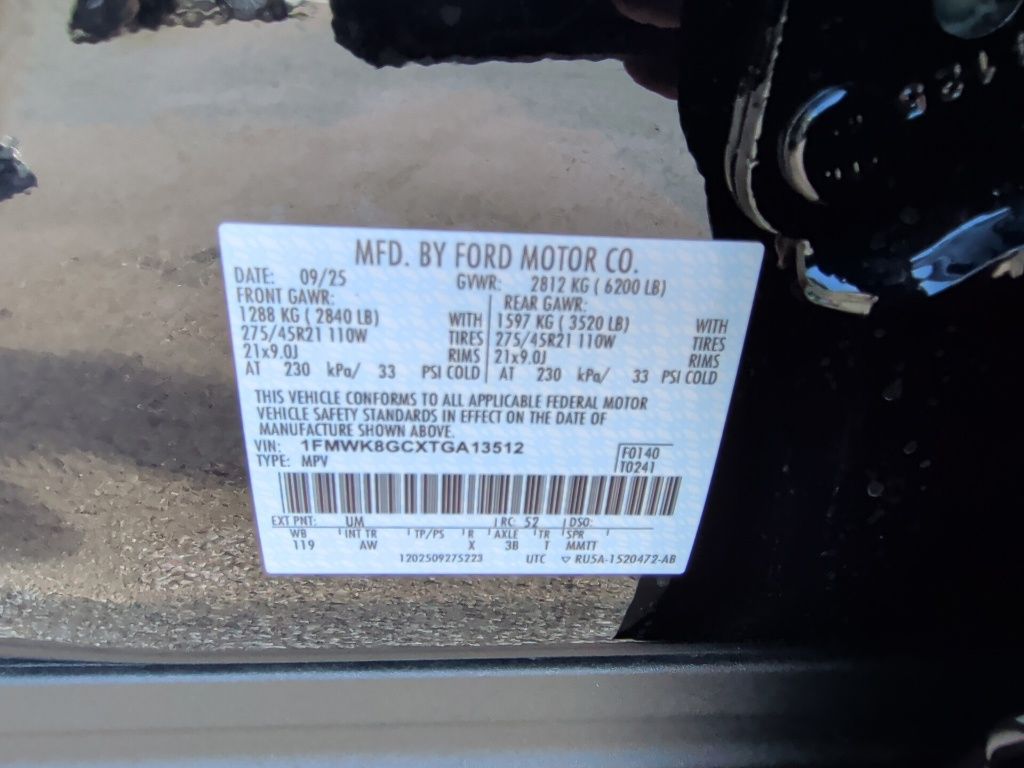 MFD. BY FORD MOTOR CO.
DATE: 09/25 GVWR: 2812 KG ( 6200 LB)
FRONT GAWR: REAR GAWR:
1288 KG ( 2840 LB) WITH 1597 KG ( 3520 LB) WITH
275/45R21 110W TIRES 275/45R21 110W TIRES
21x9.0J RIMS 21x9.0J RIMS
AT 230 kPa/ 33 PSI COLD AT 230 kPa/ 33 PSI COLD
THIS VEHICLE CONFORMS TO ALL APPLICABLE FEDERAL MOTOR
VEHICLE SAFETY STANDARDS IN EFFECT ON THE DATE OF
MANUFACTURE SHOWN ABOVE.
VIN: 1FMWK8GCXTGA13512 F0140
TYPE: MPV T0241
EXT PNT: UM RC: 52 DSO:
WB INT TR TP/PS R AXLE TR SPR
119 AW X 3B T MMTT
1202509275223 UTC ▽ RU5A-1520472-AB